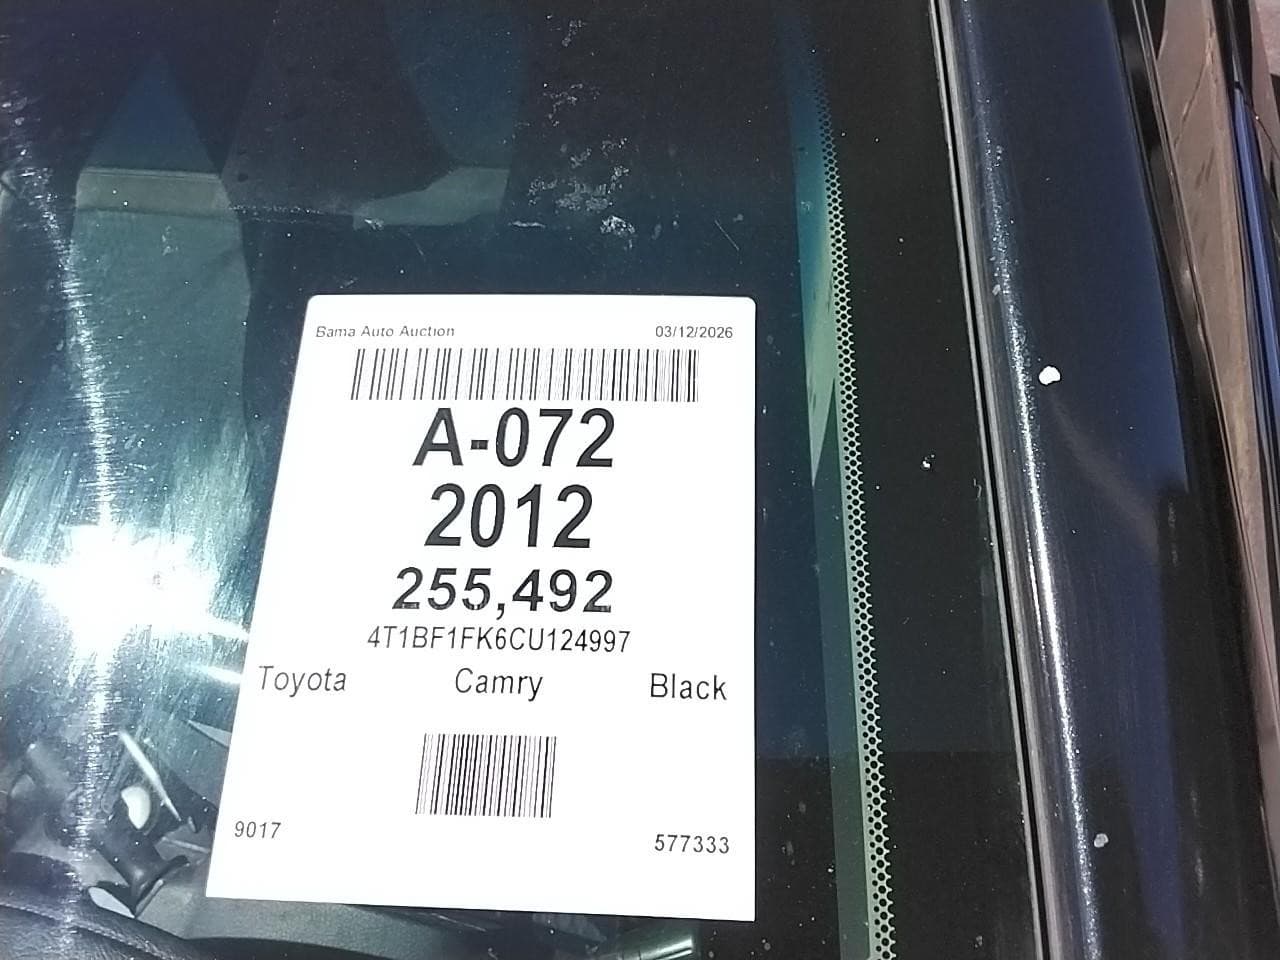 Bama Auto Auction 03/12/2026
A-072
2012
255,492
4T1BF1FK6CU124997
Toyota Camry Black
9017 577333